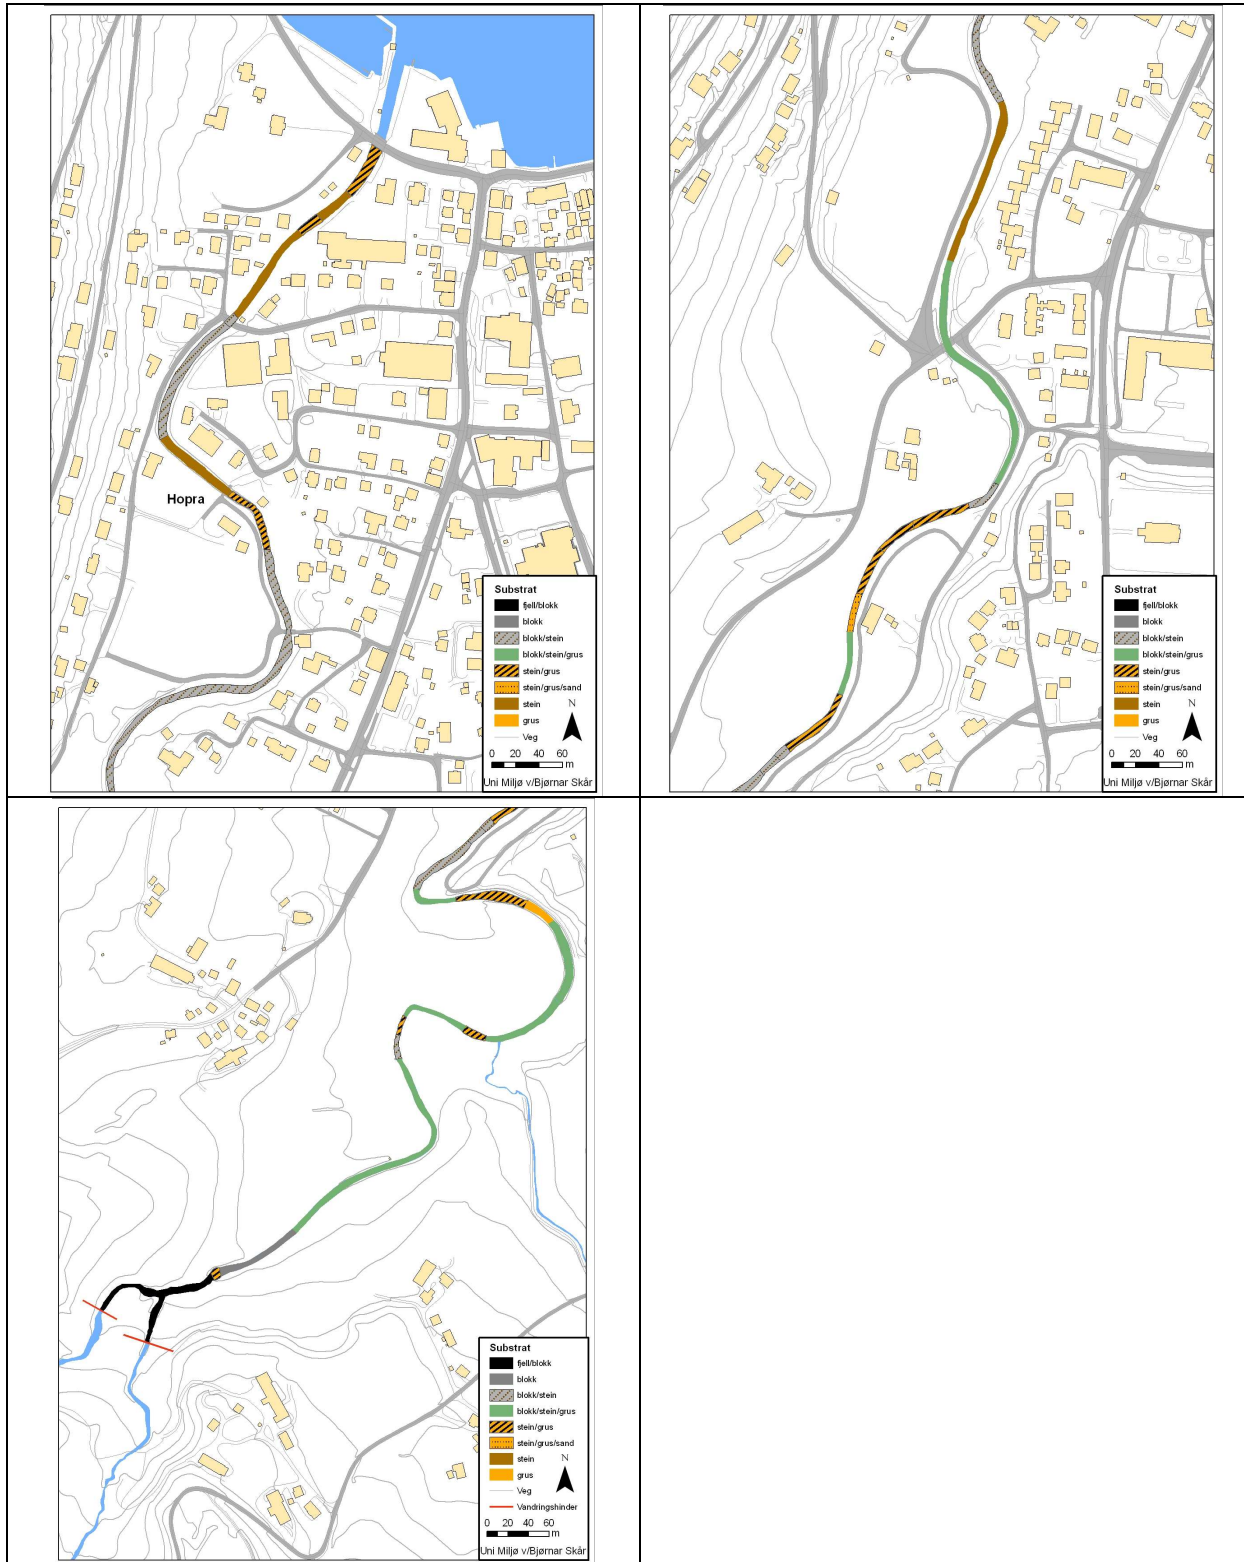 Hopra
Substrat
fjell/blokk
blokk
blokk/stein
blokk/stein/grus
stein/grus
stein/grus/sand
stein
grus
Veg
N
0 20 40 60
m
Uni Miljø v/Bjørnar Skår
Substrat
fjell/blokk
blokk
blokk/stein
blokk/stein/grus
stein/grus
stein/grus/sand
stein
grus
Veg
N
0 20 40 60
m
Uni Miljø v/Bjørnar Skår
Substrat
fjell/blokk
blokk
blokk/stein
blokk/stein/grus
stein/grus
stein/grus/sand
stein
grus
Veg
Vandringshinder
N
0 20 40 60
m
Uni Miljø v/Bjørnar Skår